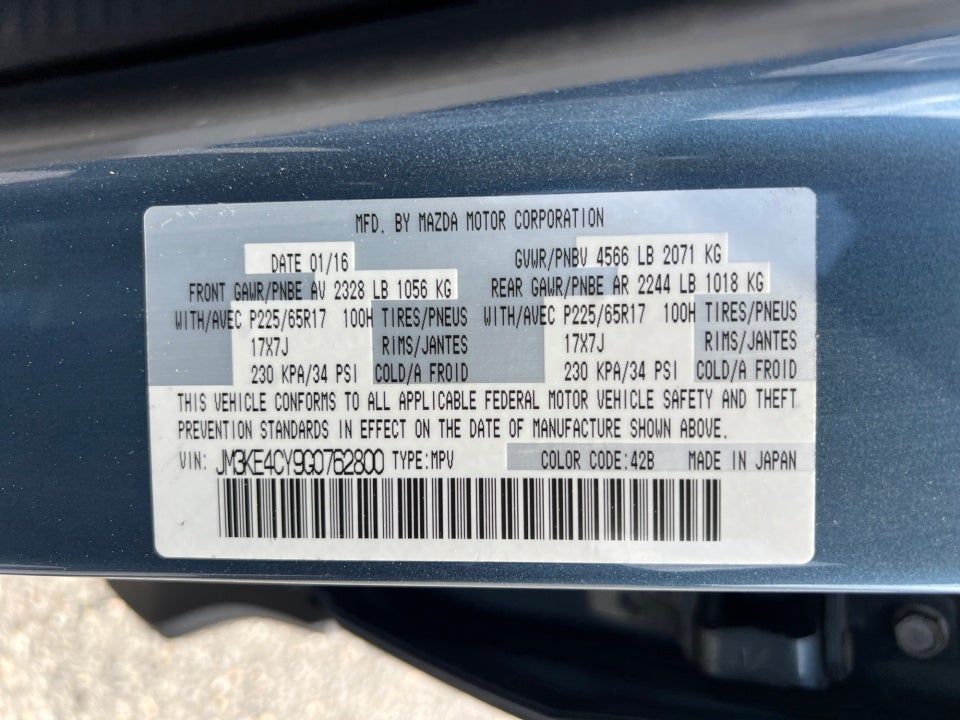 MFD. BY MAZDA MOTOR CORPORATION
DATE 01/16 GVWR/PNBV 4566 LB 2071 KG
FRONT GAWR/PNBE AV 2328 LB 1056 KG REAR GAWR/PNBE AR 2244 LB 1018 KG
WITH/AVEC P225/65R17 100H TIRES/PNEUS WITH/AVEC P225/65R17 100H TIRES/PNEUS
17X7J RIMS/JANTES 17X7J RIMS/JANTES
230 KPA/34 PSI COLD/A FROID 230 KPA/34 PSI COLD/A FROID
THIS VEHICLE CONFORMS TO ALL APPLICABLE FEDERAL MOTOR VEHICLE SAFETY AND THEFT
PREVENTION STANDARDS IN EFFECT ON THE DATE OF MANUFACTURE SHOWN ABOVE.
VIN: JM3KE4CY9G0762800 TYPE:MPV COLOR CODE:42B MADE IN JAPAN